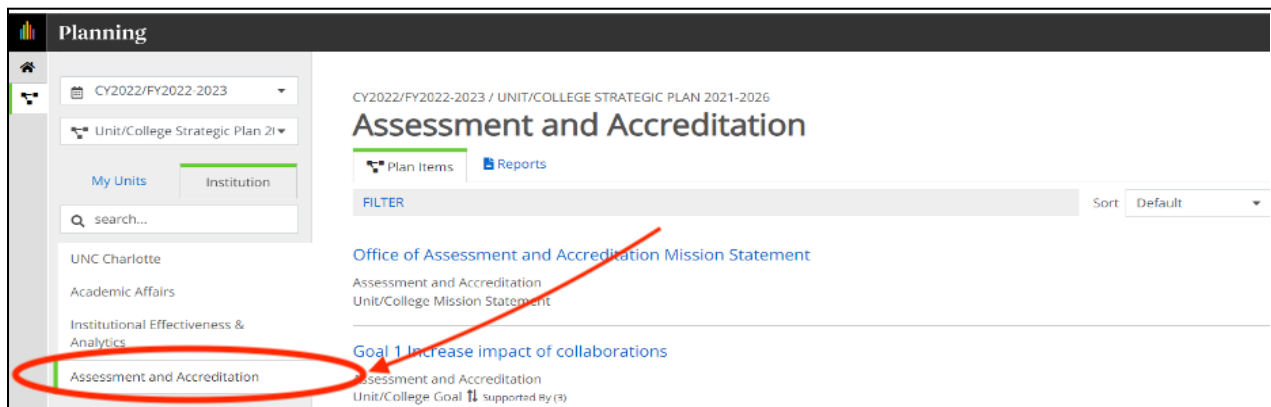 Planning
CY2022/FY2022-2023
Unit/College Strategic Plan 2(
My Units
Institution
search...
UNC Charlotte
Academic Affairs
Institutional Effectiveness &
Analytics
Assessment and Accreditation
CY2022/FY2022-2023 / UNIT/COLLEGE STRATEGIC PLAN 2021-2026
Assessment and Accreditation
Plan Items
Reports
FILTER
Sort Default
Office of Assessment and Accreditation Mission Statement
Assessment and Accreditation
Unit/College Mission Statement
Goal 1 Increase impact of collaborations
Assessment and Accreditation
Unit/College Goal Supported By (3)